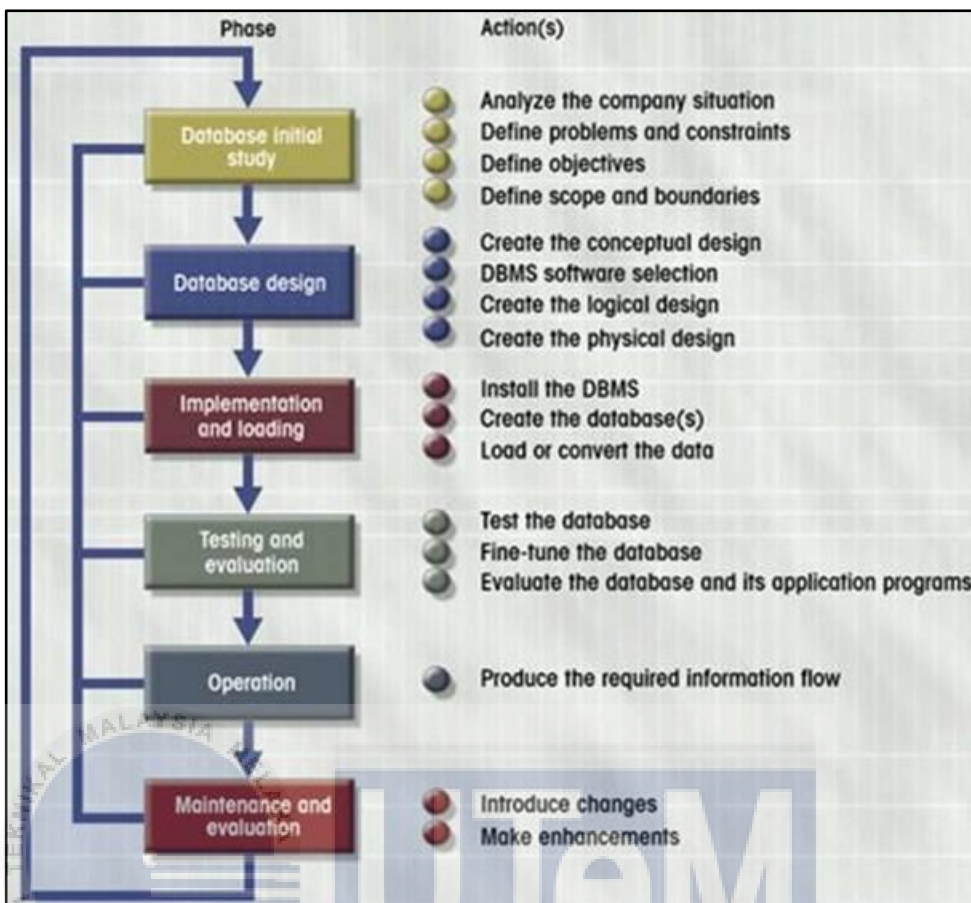 Phase
Action(s)
Database initial
study
Analyze the company situation
Define problems and constraints
Define objectives
Define scope and boundaries
Database design
Create the conceptual design
DBMS software selection
Create the logical design
Create the physical design
Implementation
and loading
Install the DBMS
Create the database(s)
Load or convert the data
Testing and
evaluation
Test the database
Fine-tune the database
Evaluate the database and its application programs
Operation
Produce the required information flow
Maintenance and
evaluation
Introduce changes
Make enhancements
TEKNIKAL MALAYSIA
UTeM